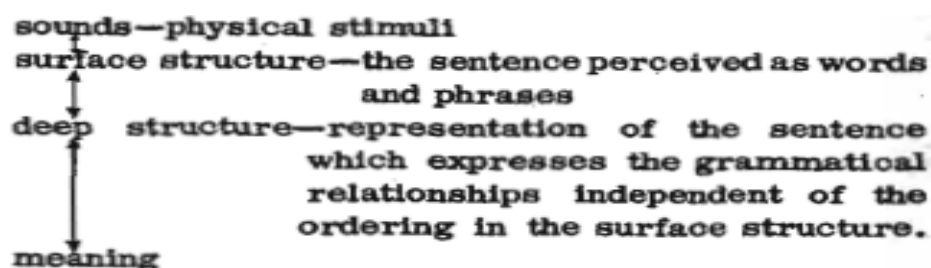 sounds—physical stimuli
surface structure—the sentence perceived as words
and phrases
deep structure—representation of the sentence
which expresses the grammatical
relationships independent of the
ordering in the surface structure.
meaning